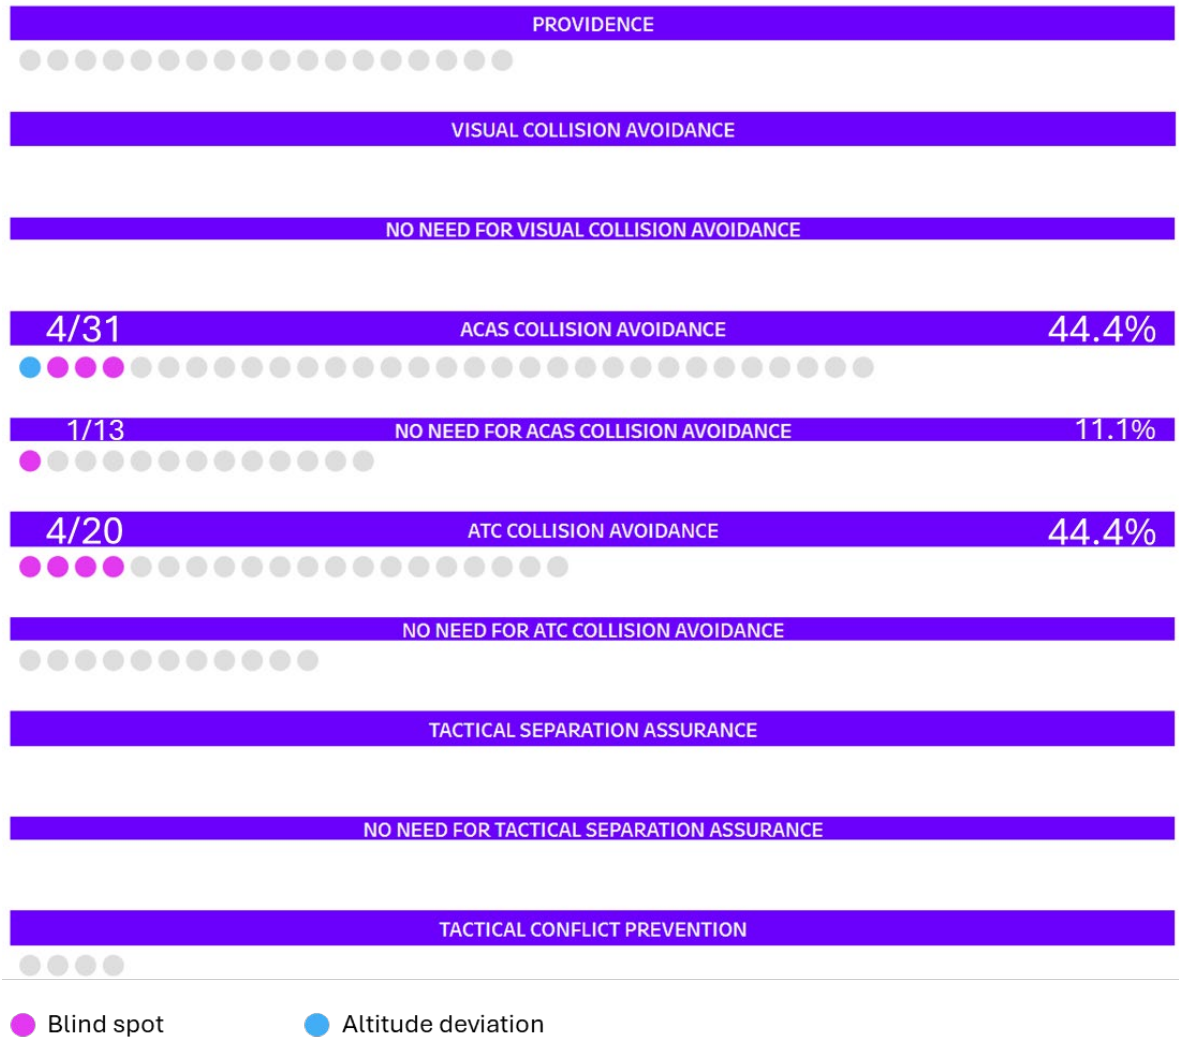 PROVIDENCE
VISUAL COLLISION AVOIDANCE
NO NEED FOR VISUAL COLLISION AVOIDANCE
4/31 ACAS COLLISION AVOIDANCE 44.4%
1/13 NO NEED FOR ACAS COLLISION AVOIDANCE 11.1%
4/20 ATC COLLISION AVOIDANCE 44.4%
NO NEED FOR ATC COLLISION AVOIDANCE
TACTICAL SEPARATION ASSURANCE
NO NEED FOR TACTICAL SEPARATION ASSURANCE
TACTICAL CONFLICT PREVENTION
Blind spot Altitude deviation